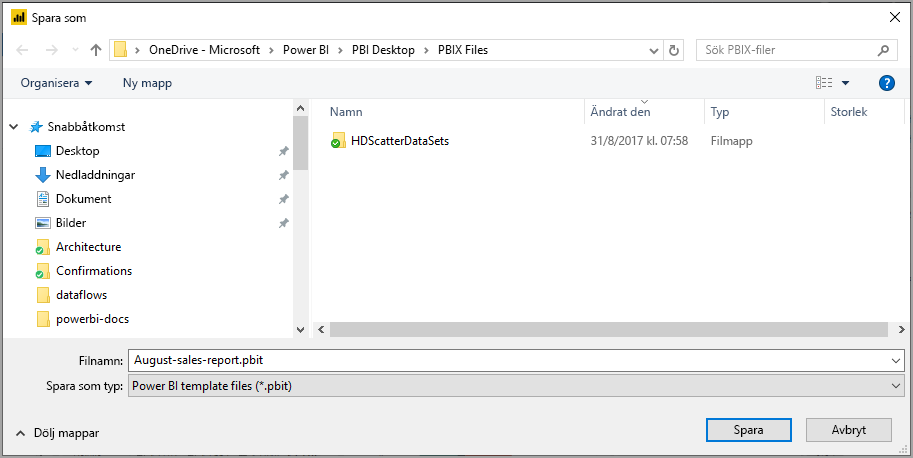 Spara som
OneDrive - Microsoft > Power BI > PBI Desktop > PBIX Files
Sök PBIX-filer
Organisera
Ny mapp
?
Snabbåtkomst
Desktop
Nedladdningar
Dokument
Bilder
Architecture
Confirmations
dataflows
powerbi-docs
Namn Ändrat den Typ Storlek
HDScatterDataSets 31/8/2017 kl. 07:58 Filmapp
Filnamn: August-sales-report.pbit
Spara som typ: Power BI template files (*.pbit)
Dölj mappar
Spara
Avbryt